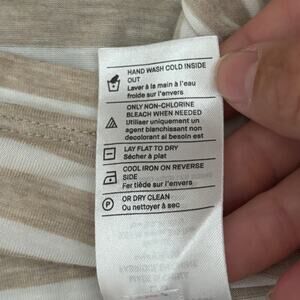 HAND WASH COLD INSIDE
OUT
Laver à la main à l'eau
froide sur l'envers
ONLY NON-CHLORINE
BLEACH WHEN NEEDED
Utiliser uniquement un
agent blanchissant non
decolorant si besoin est
LAY FLAT TO DRY
Sécher à plat
COOL IRON ON REVERSE
SIDE
Fer tiède sur l'envers
P
OR DRY CLEAN
Ou nettoyer à sec